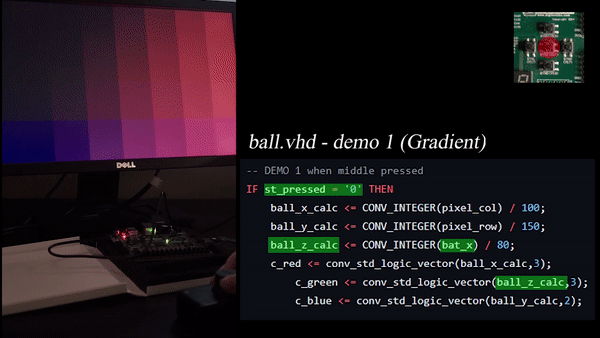 DELL
ball.vhd - demo 1 (Gradient)
-- DEMO 1 when middle pressed
IF st_pressed = '0' THEN
ball_x_calc <= CONV_INTEGER(pixel_col) / 100;
ball_y_calc <= CONV_INTEGER(pixel_row) / 150;
ball_z_calc <= CONV_INTEGER(bat_x) / 80;
c_red <= conv_std_logic_vector(ball_x_calc,3);
c_green <= conv_std_logic_vector(ball_z_calc,3);
c_blue <= conv_std_logic_vector(ball_y_calc,2);